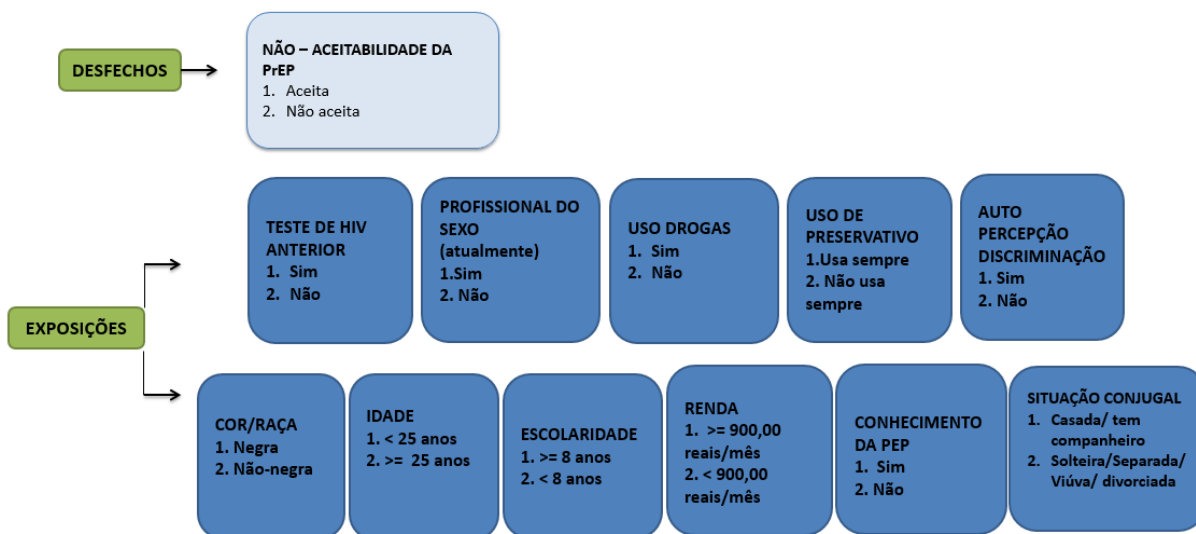 DESFECHOS
NÃO – ACEITABILIDADE DA
PrEP
1. Aceita
2. Não aceita
EXPOSIÇÕES
TESTE DE HIV
ANTERIOR
1. Sim
2. Não
PROFISSIONAL DO
SEXO
(atualmente)
1.Sim
2. Não
USO DROGAS
1. Sim
2. Não
USO DE
PRESERVATIVO
1.Usa sempre
2. Não usa
sempre
AUTO
PERCEPÇÃO
DISCRIMINAÇÃO
1. Sim
2. Não
COR/RAÇA
1. Negra
2. Não-negra
IDADE
1. < 25 anos
2. >= 25 anos
ESCOLARIDADE
1. >= 8 anos
2. < 8 anos
RENDA
1. >= 900,00
reais/mês
2. < 900,00
reais/mês
CONHECIMENTO
DA PEP
1. Sim
2. Não
SITUAÇÃO CONJUGAL
1. Casada/ tem
companheiro
2. Solteira/Separada/
Viúva/ divorciada